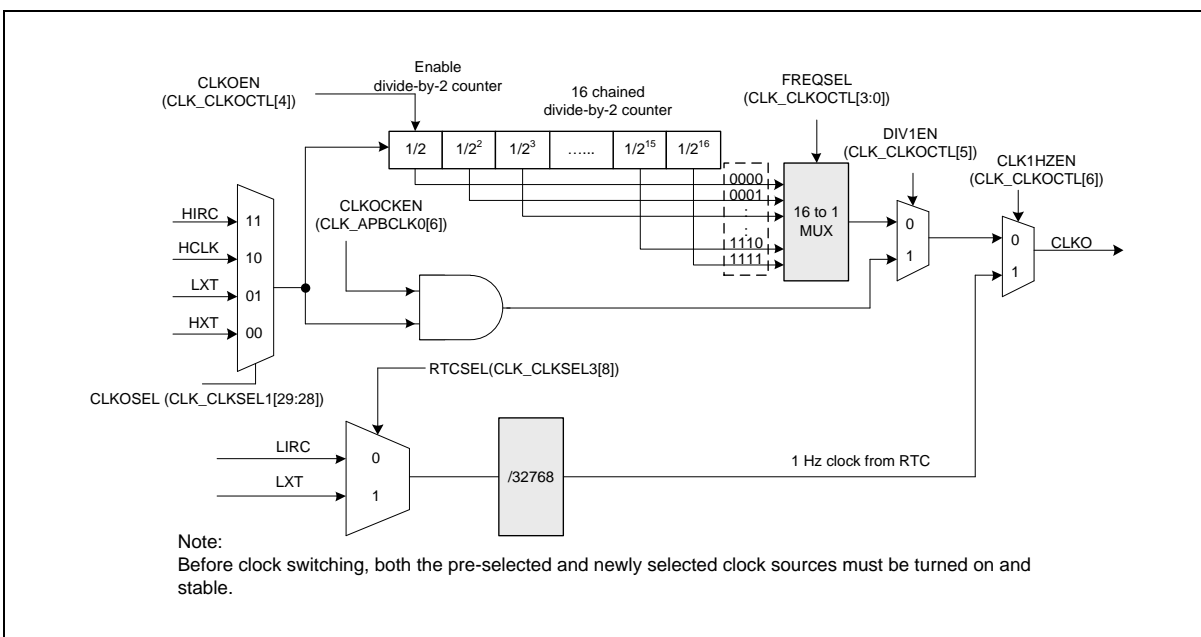 CLKOEN
(CLK_CLKOCTL[4])
Enable
divide-by-2 counter
16 chained
divide-by-2 counter
FREQSEL
(CLK_CLKOCTL[3:0])
DIV1EN
(CLK_CLKOCTL[5])
CLK1HZEN
(CLK_CLKOCTL[6])
1/2 1/2² 1/2³ …... 1/2¹⁵ 1/2¹⁶
0000
0001
:
:
1110
1111
16 to 1
MUX
0
1
0
1
CLKO
CLKOCKEN
(CLK_APBCLK0[6])
HIRC 11
HCLK 10
LXT 01
HXT 00
CLKOSEL (CLK_CLKSEL1[29:28])
RTCSEL(CLK_CLKSEL3[8])
LIRC 0
LXT 1
/32768
1 Hz clock from RTC
Note:
Before clock switching, both the pre-selected and newly selected clock sources must be turned on and
stable.